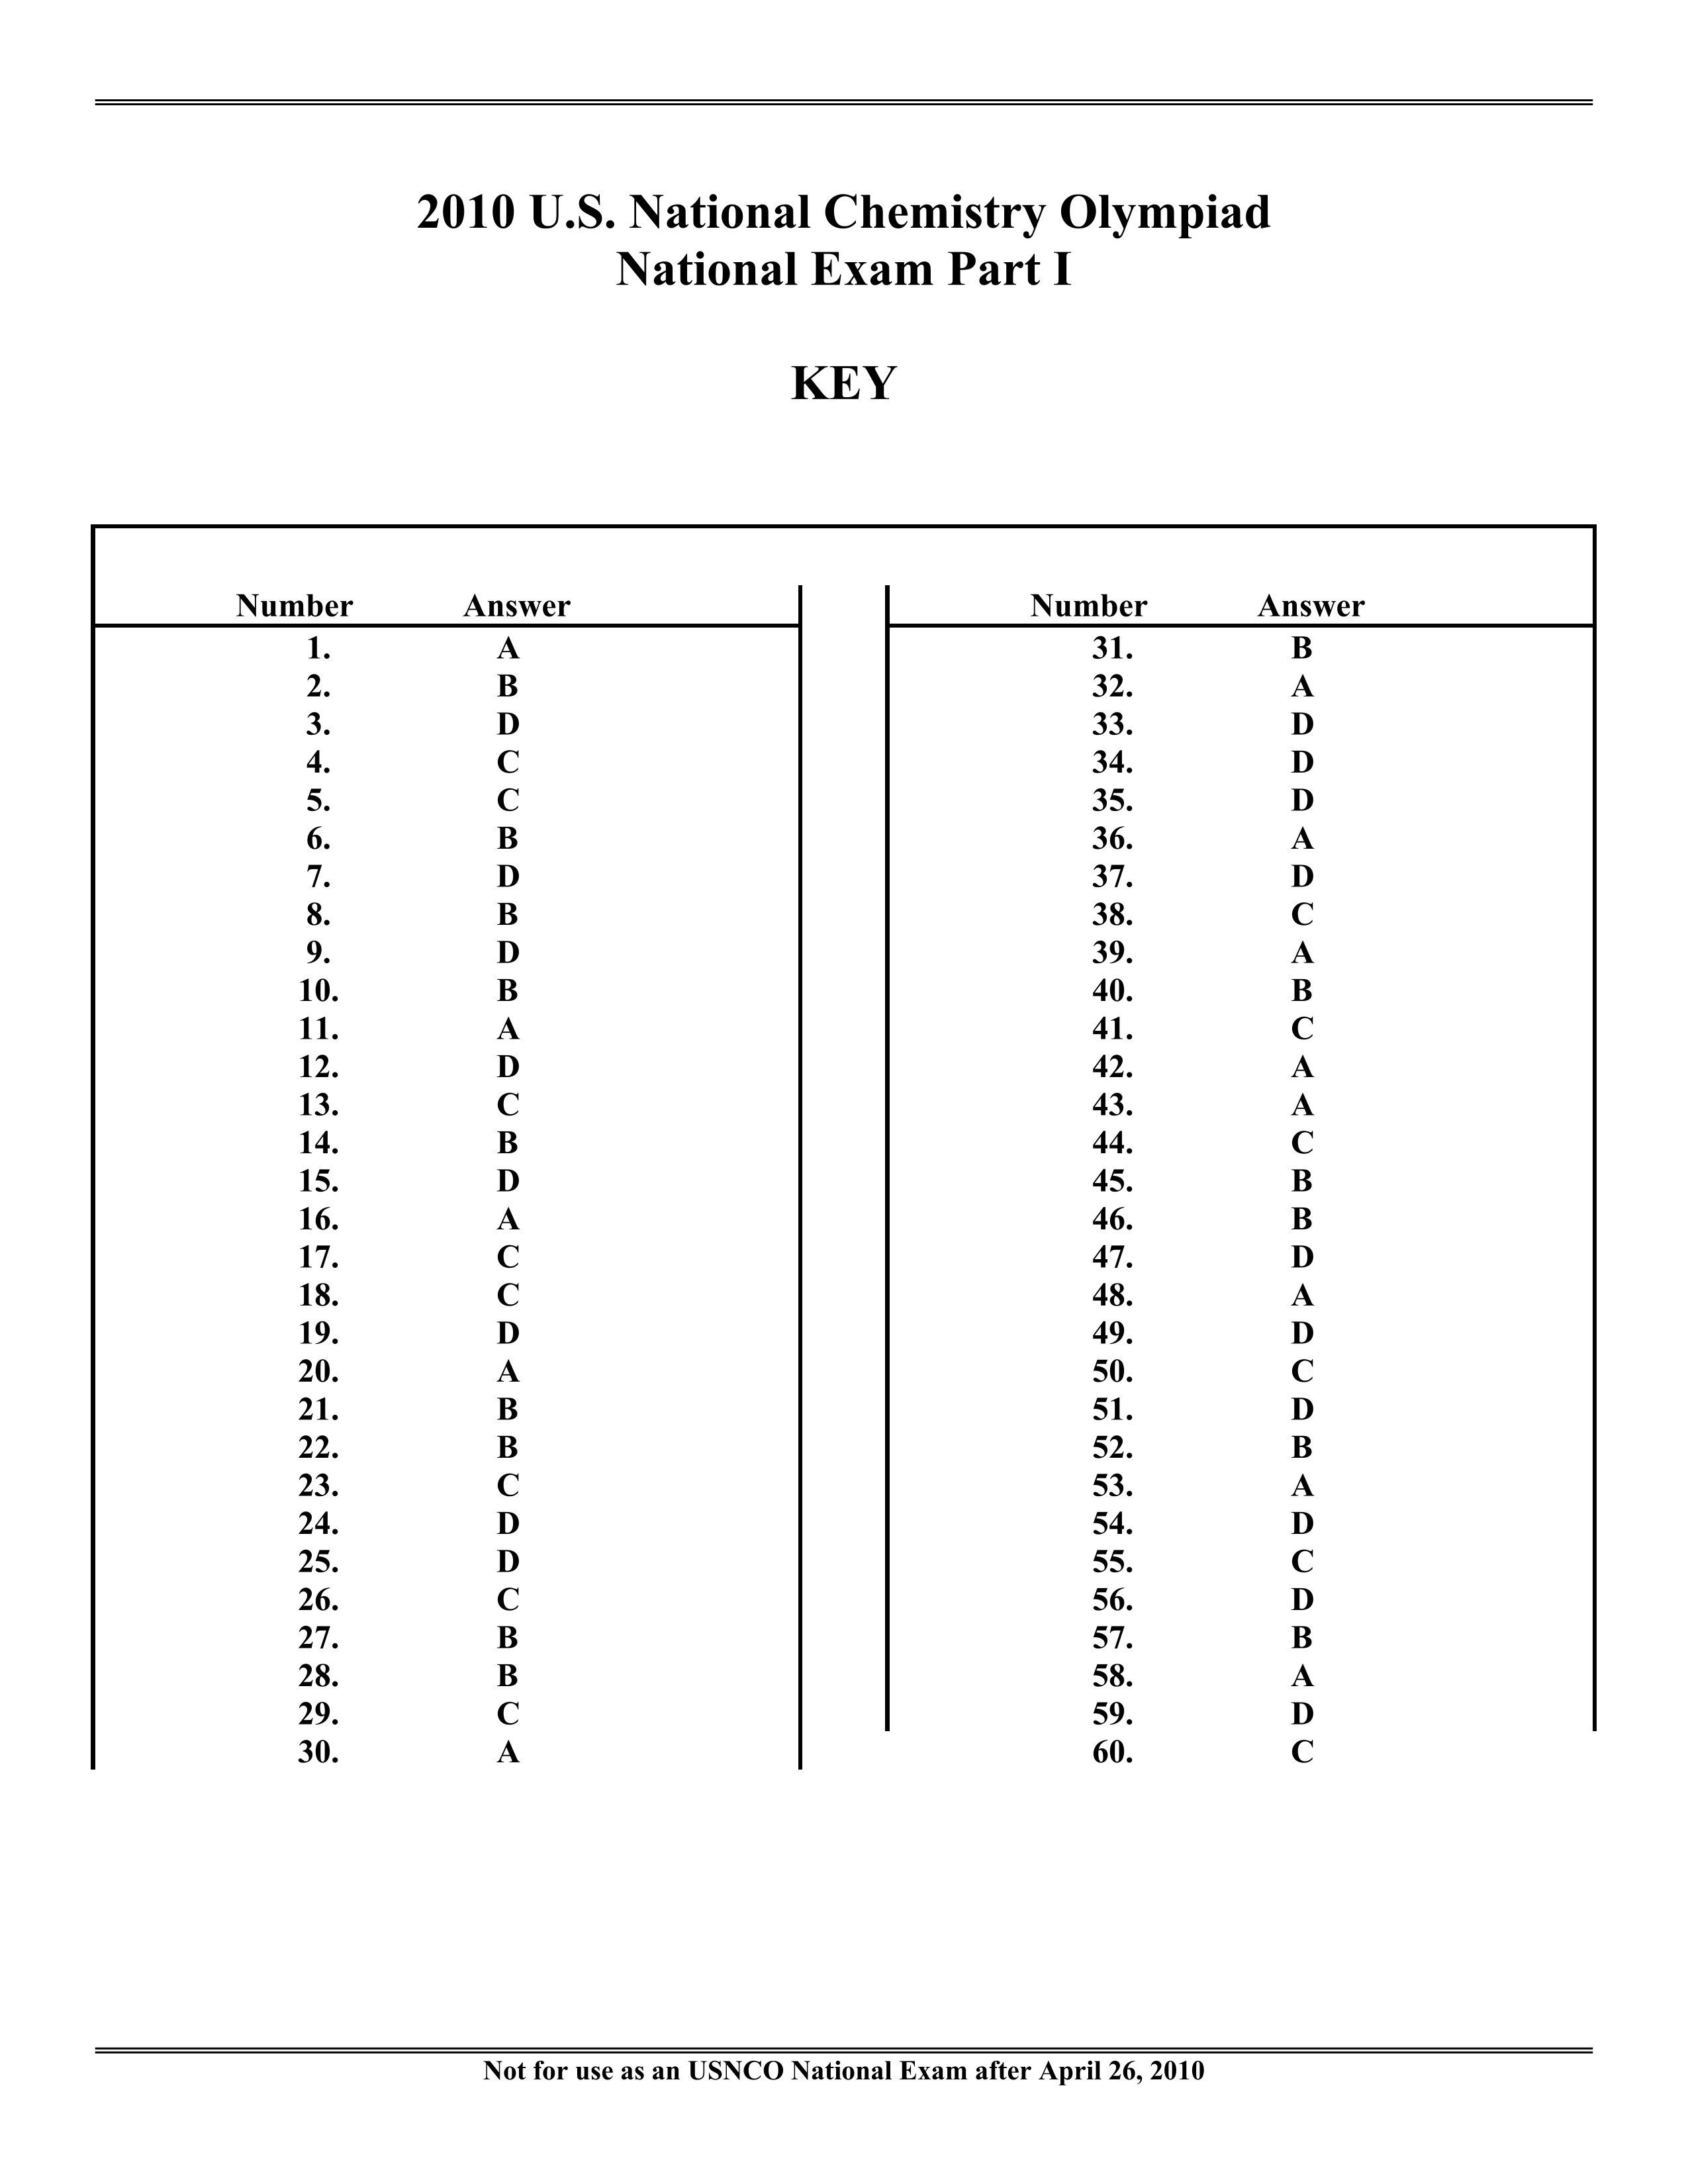 2010 U.S. National Chemistry Olympiad
National Exam Part I
KEY
Number Answer
1. A
2. B
3. D
4. C
5. C
6. B
7. D
8. B
9. D
10. B
11. A
12. D
13. C
14. B
15. D
16. A
17. C
18. C
19. D
20. A
21. B
22. B
23. C
24. D
25. D
26. C
27. B
28. B
29. C
30. A
Number Answer
31. B
32. A
33. D
34. D
35. D
36. A
37. D
38. C
39. A
40. B
41. C
42. A
43. A
44. C
45. B
46. B
47. D
48. A
49. D
50. C
51. D
52. B
53. A
54. D
55. C
56. D
57. B
58. A
59. D
60. C
Not for use as an USNCO National Exam after April 26, 2010